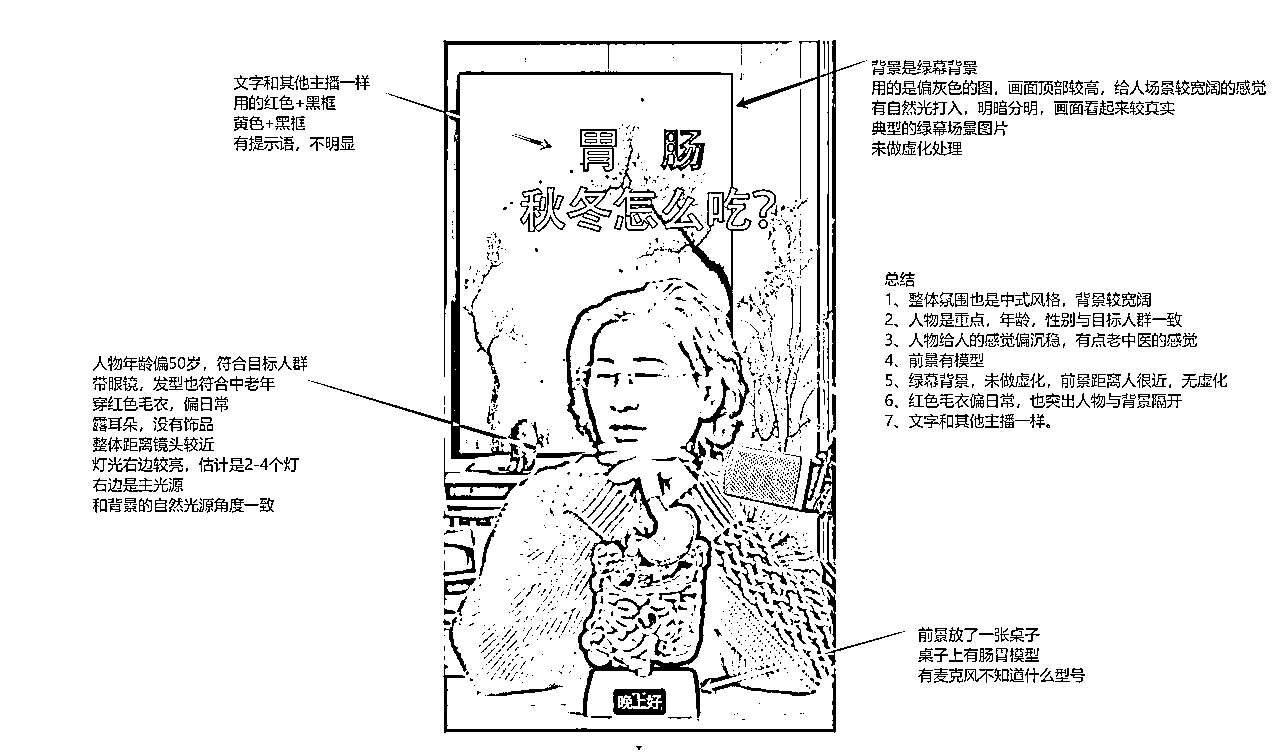 文字和其他主播一样
用的红色+黑框
黄色+黑框
有提示语，不明显
背景是绿幕背景
用的是偏灰色的图，画面顶部较高，给人场景较宽阔的感觉
有自然光打入，明暗分明，画面看起来较真实
典型的绿幕场景图片
未做虚化处理
胃 肠
秋冬怎么吃？
总结
1、整体氛围也是中式风格，背景较宽阔
2、人物是重点，年龄，性别与目标人群一致
3、人物给人的感觉偏沉稳，有点老中医的感觉
4、前景有模型
5、绿幕背景，未做虚化，前景距离人很近，无虚化
6、红色毛衣偏日常，也突出人物与背景隔开
7、文字和其他主播一样。
人物年龄偏50岁，符合目标人群
带眼镜，发型也符合中老年
穿红色毛衣，偏日常
露耳朵，没有饰品
整体距离镜头较近
灯光右边较亮，估计是2-4个灯
右边是主光源
和背景的自然光源角度一致
前景放了一张桌子
桌子上有肠胃模型
有麦克风不知道什么型号
晚上好